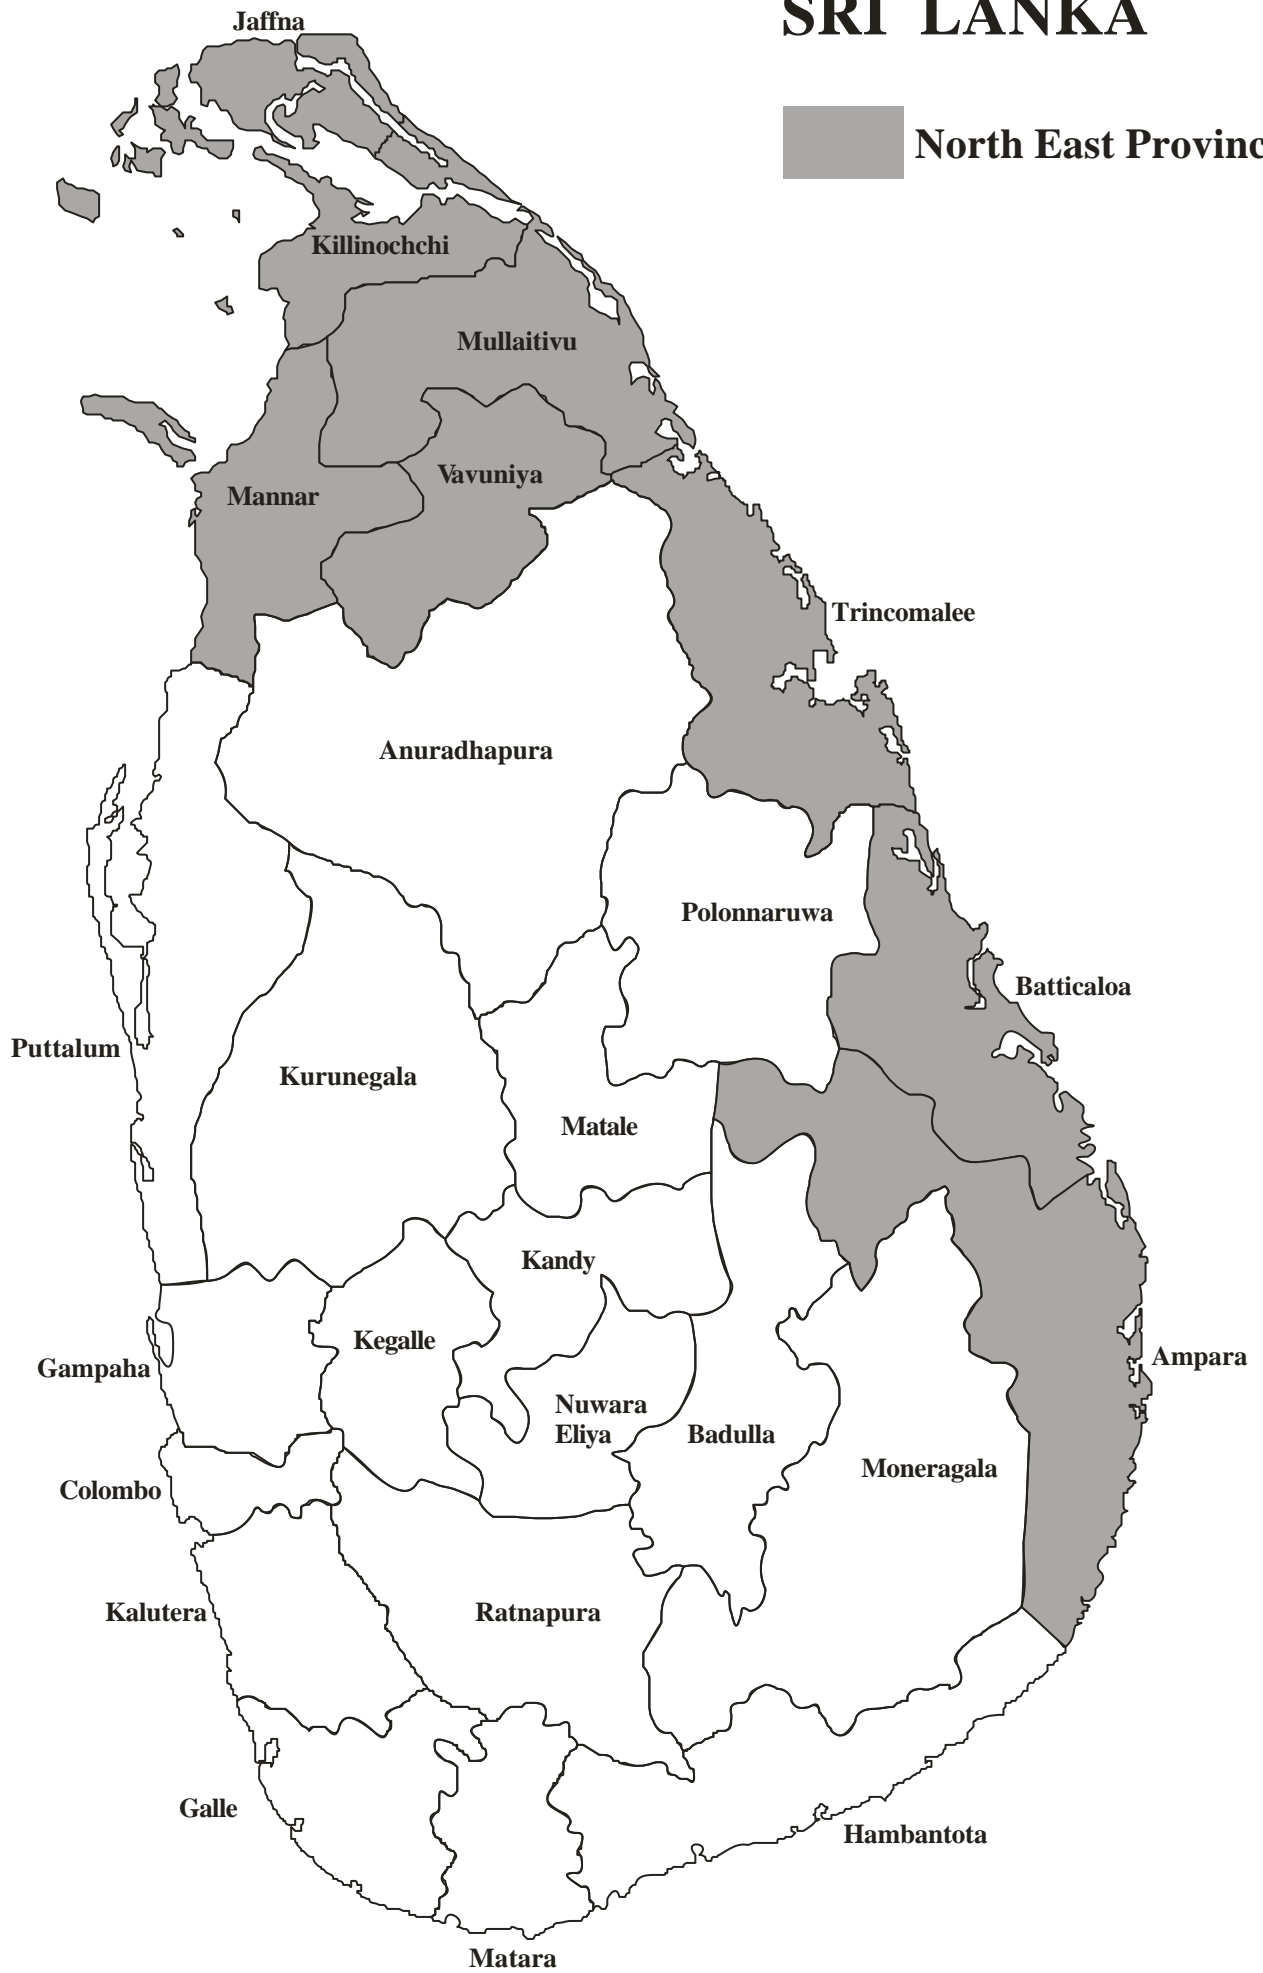 SRI LANKA
Jaffna
North East Provinc
Killinochchi
Mullaitivu
Vavuniya
Mannar
Trincomalee
Anuradhapura
Polonnaruwa
Batticaloa
Puttalum
Kurunegala
Matale
Kandy
Kegalle
Gampaha
Ampara
Nuwara
Eliya
Badulla
Moneragala
Colombo
Kalutera
Ratnapura
Galle
Hambantota
Matara